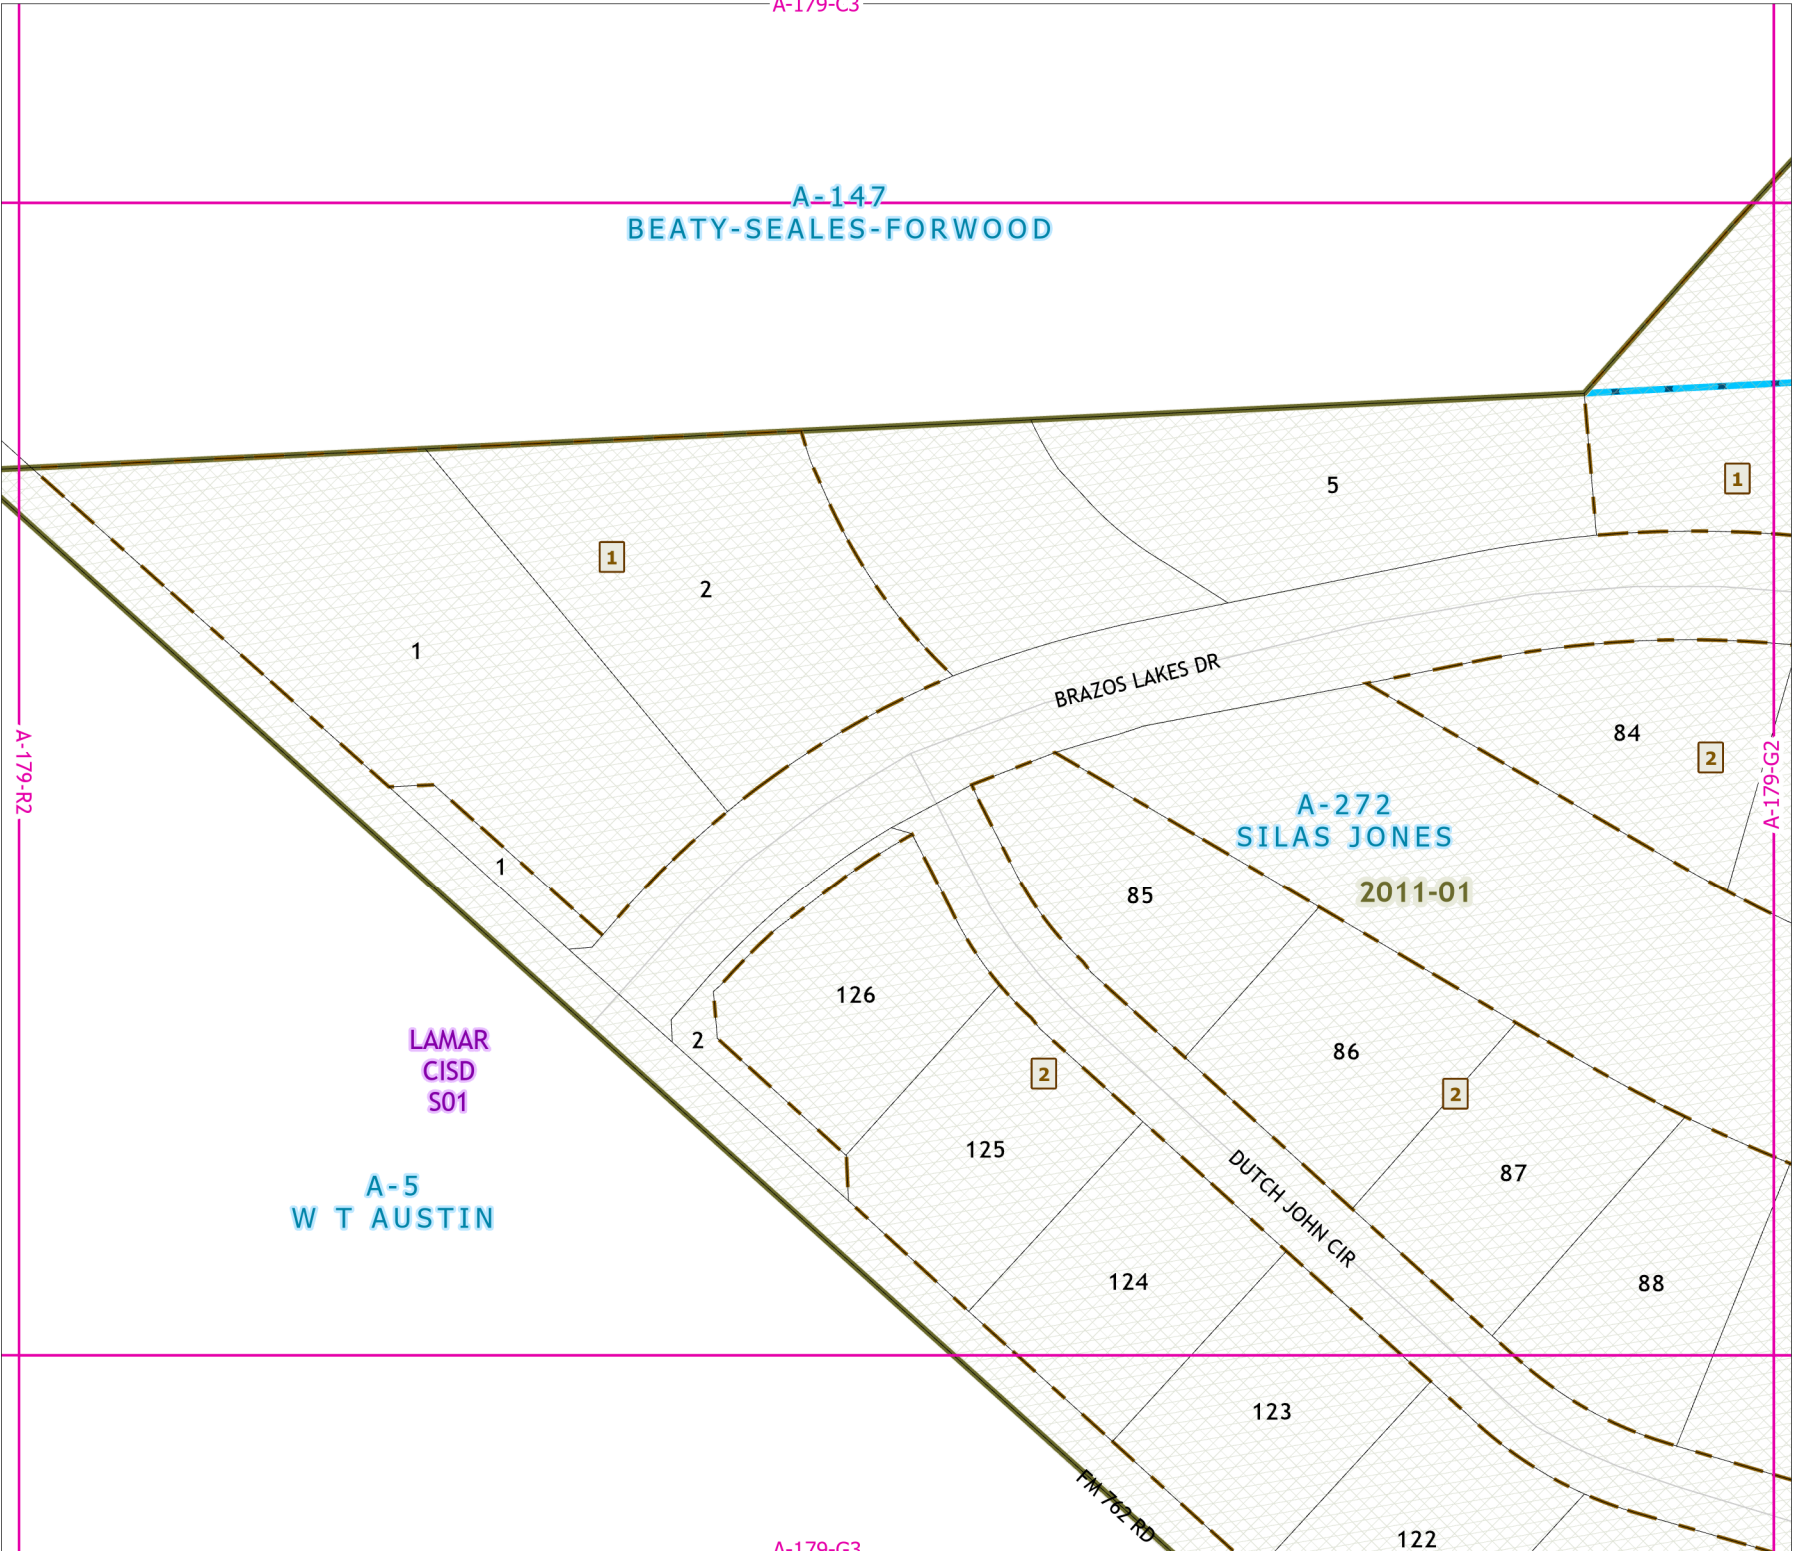 A-179-C3
A-147
BEATY-SEALES-FORWOOD
5
1
1
2
1
BRAZOS LAKES DR
84
2
A-179-R2
A-179-G2
A-272
SILAS JONES
2011-01
85
1
126
2
86
2
2
LAMAR
CISD
S01
125
87
DUTCH JOHN CIR
A-5
W T AUSTIN
124
88
123
FM 762 RD
122
A-179-G3